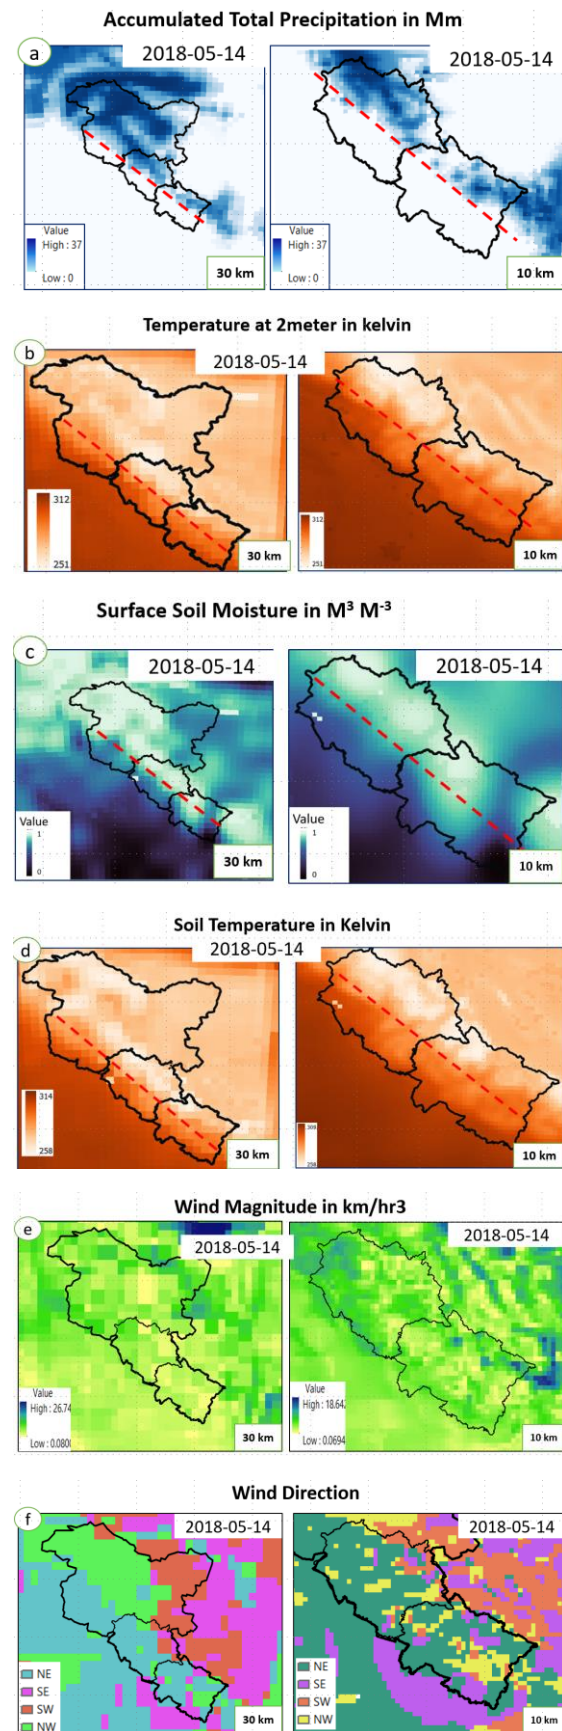 Accumulated Total Precipitation in Mm
a
2018-05-14
2018-05-14
Value
High : 37
Low : 0
30 km
Value
High : 37
Low : 0
10 km
Temperature at 2meter in kelvin
b
2018-05-14
312
251
30 km
312
251
10 km
Surface Soil Moisture in M³ M⁻³
c
2018-05-14
2018-05-14
Value
1
0
30 km
Value
1
0
10 km
Soil Temperature in Kelvin
d
2018-05-14
314
258
30 km
258
10 km
Wind Magnitude in km/hr3
e
2018-05-14
2018-05-14
Value
High : 26.74
Low : 0.080
30 km
Value
High : 18.64
Low : 0.0694
10 km
Wind Direction
f
2018-05-14
2018-05-14
NE
SE
SW
NW
30 km
NE
SE
SW
NW
10 km